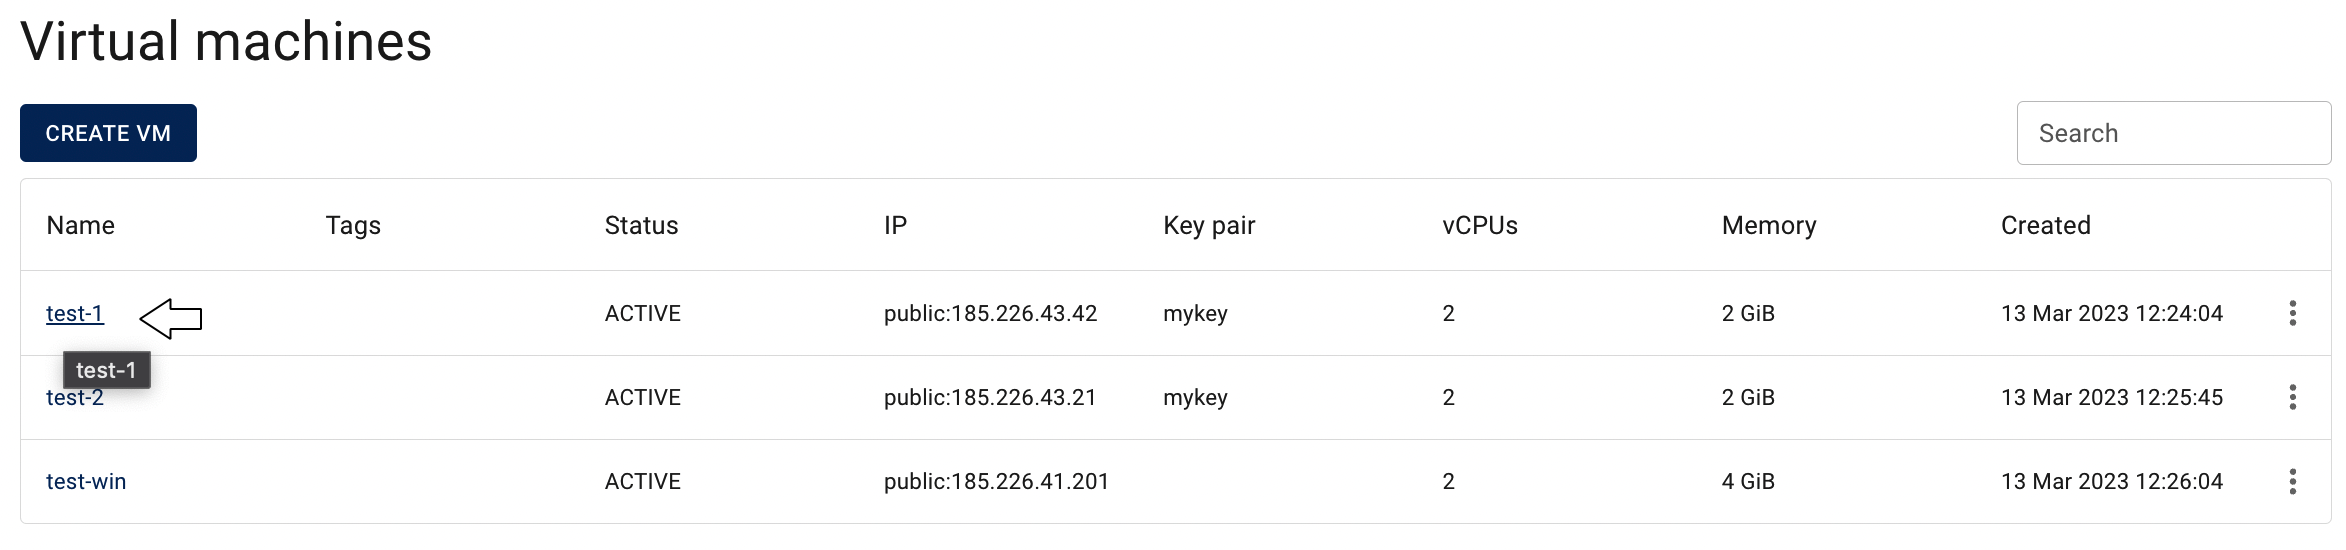 Virtual machines
CREATE VM
Search
Name Tags Status IP Key pair vCPUs Memory Created
test-1 ACTIVE public:185.226.43.42 mykey 2 2 GiB 13 Mar 2023 12:24:04
test-1
test-2 ACTIVE public:185.226.43.21 mykey 2 2 GiB 13 Mar 2023 12:25:45
test-win ACTIVE public:185.226.41.201 2 4 GiB 13 Mar 2023 12:26:04